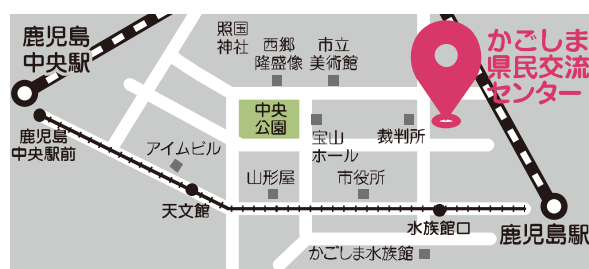 鹿児島
中央駅
照国
神社
西郷
隆盛像
市立
美術館
かごしま
県民交流
センター
中央
公園
宝山
ホール
裁判所
鹿児島
中央駅前
アイムビル
山形屋
市役所
天文館
水族館口
鹿児島駅
かごしま水族館